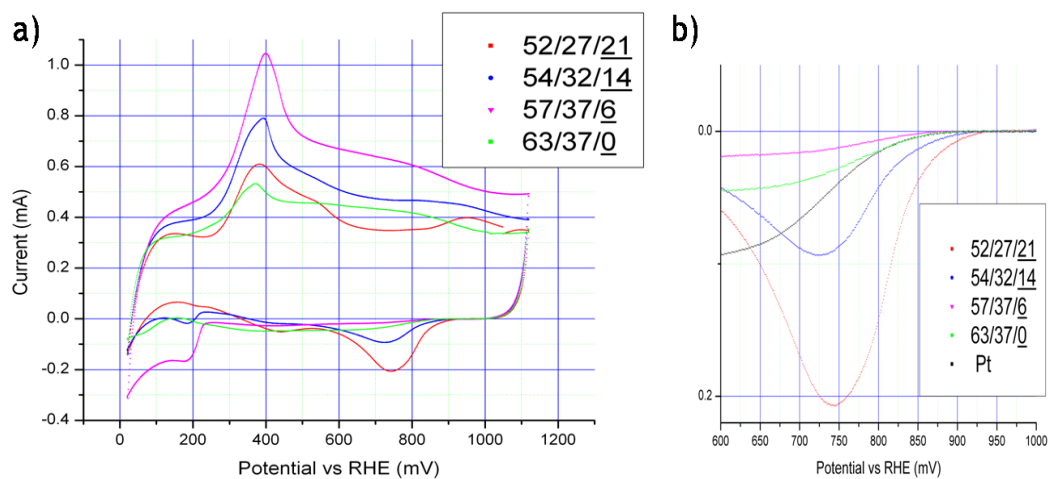 a)
52/27/21
54/32/14
57/37/6
63/37/0
1.0
0.8
0.6
0.4
0.2
0.0
-0.2
-0.4
Current (mA)
0 200 400 600 800 1000 1200
Potential vs RHE (mV)
b)
0.0
0.2
52/27/21
54/32/14
57/37/6
63/37/0
Pt
600 650 700 750 800 850 900 950 1000
Potential vs RHE (mV)